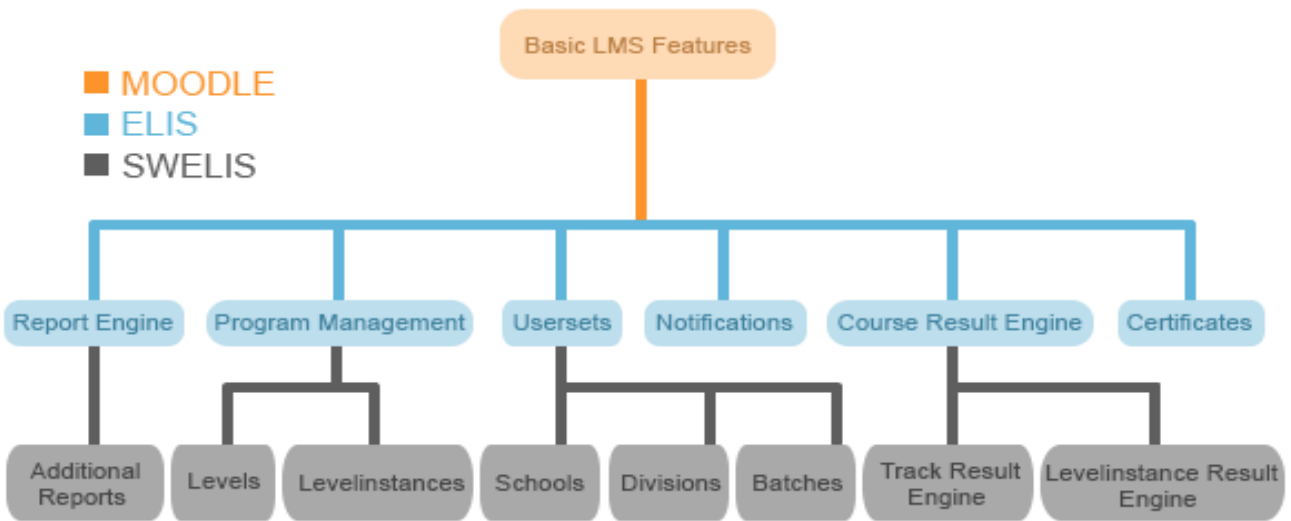 Basic LMS Features
MOODLE
ELIS
SWELIS
Report Engine
Program Management
Usersets
Notifications
Course Result Engine
Certificates
Additional
Reports
Levels
Levelinstances
Schools
Divisions
Batches
Track Result
Engine
Levelinstance Result
Engine